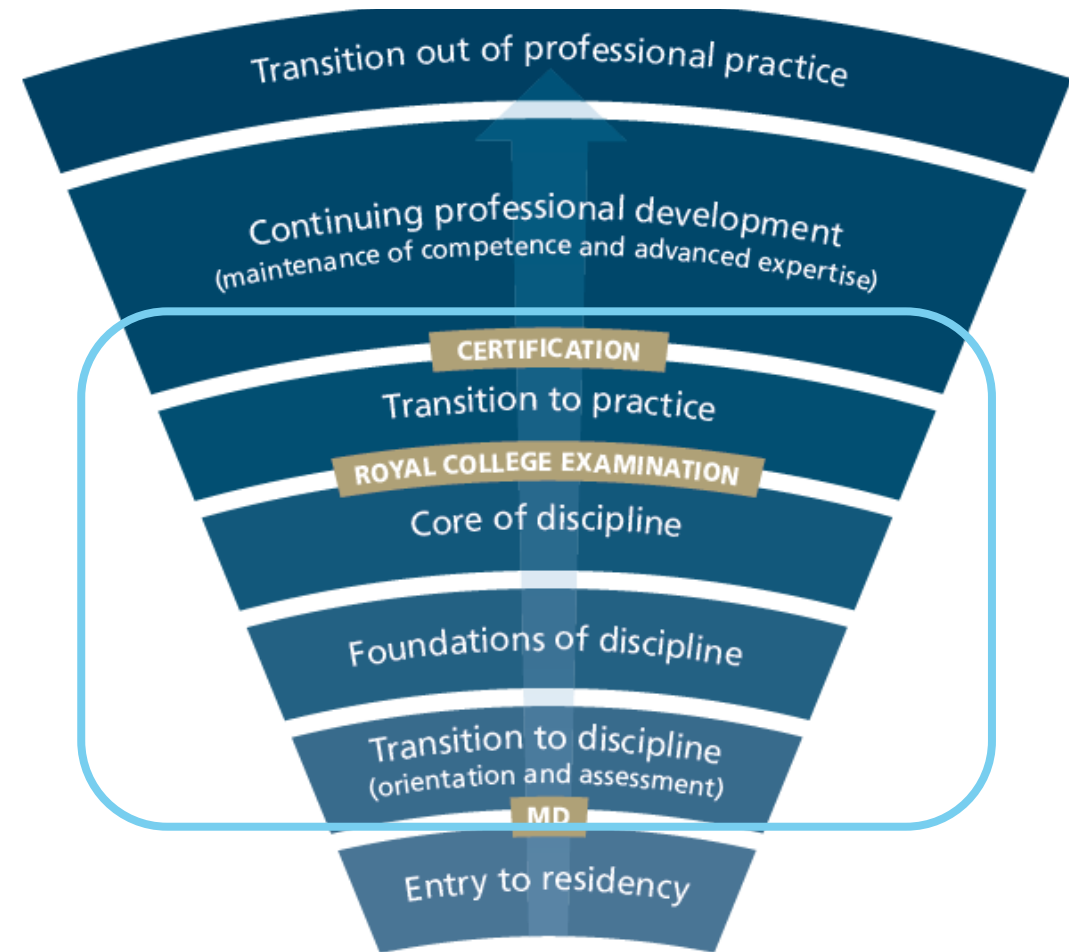 Transition out of professional practice
Continuing professional development
(maintenance of competence and advanced expertise)
CERTIFICATION
Transition to practice
ROYAL COLLEGE EXAMINATION
Core of discipline
Foundations of discipline
Transition to discipline
(orientation and assessment)
MD
Entry to residency